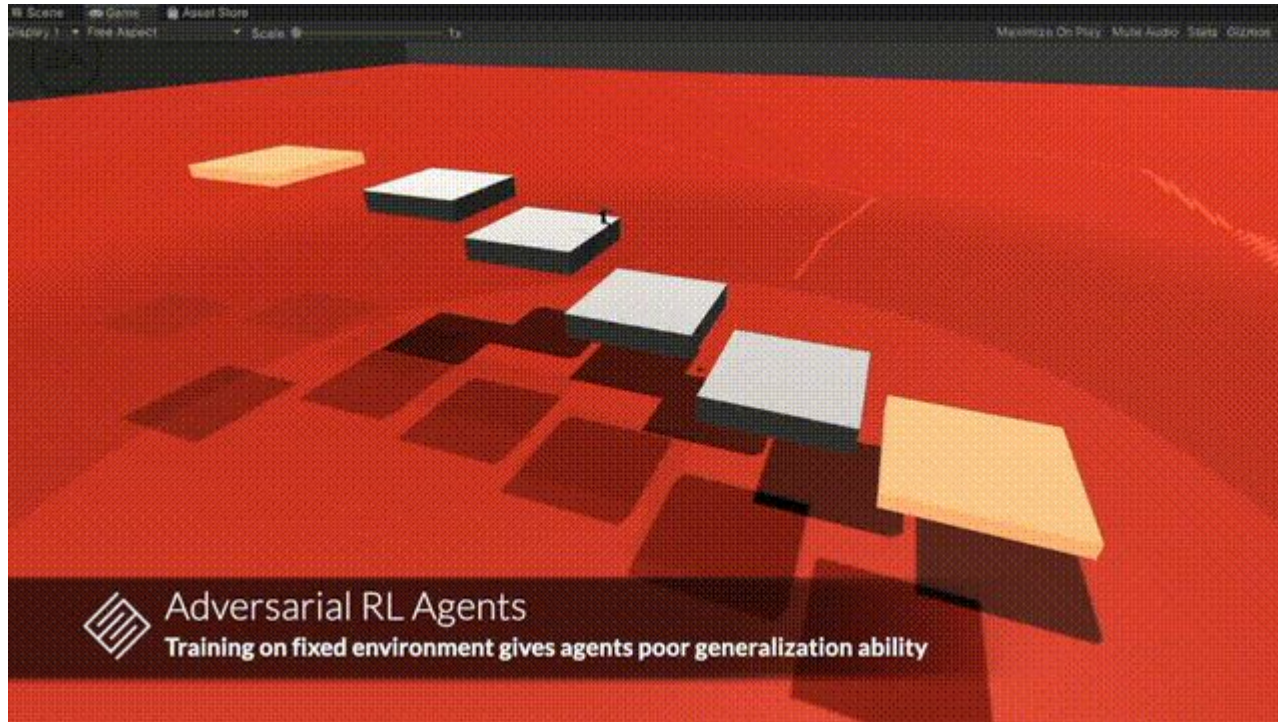 Scene Game Asset Store
Display 1 Free Aspect Scale 1x Maximize On Play Mute Audio Stats Gizmos
EA
Adversarial RL Agents
Training on fixed environment gives agents poor generalization ability